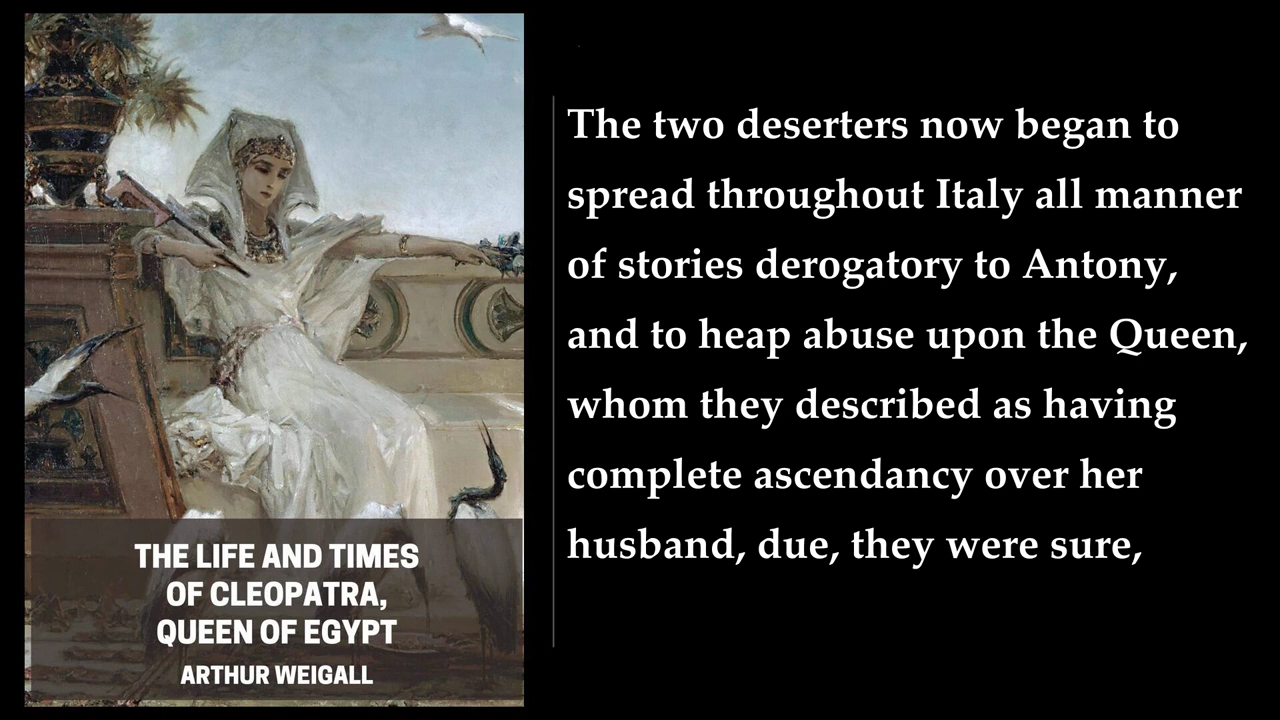 THE LIFE AND TIMES
OF CLEOPATRA,
QUEEN OF EGYPT
ARTHUR WEIGALL
The two deserters now began to
spread throughout Italy all manner
of stories derogatory to Antony,
and to heap abuse upon the Queen,
whom they described as having
complete ascendancy over her
husband, due, they were sure,